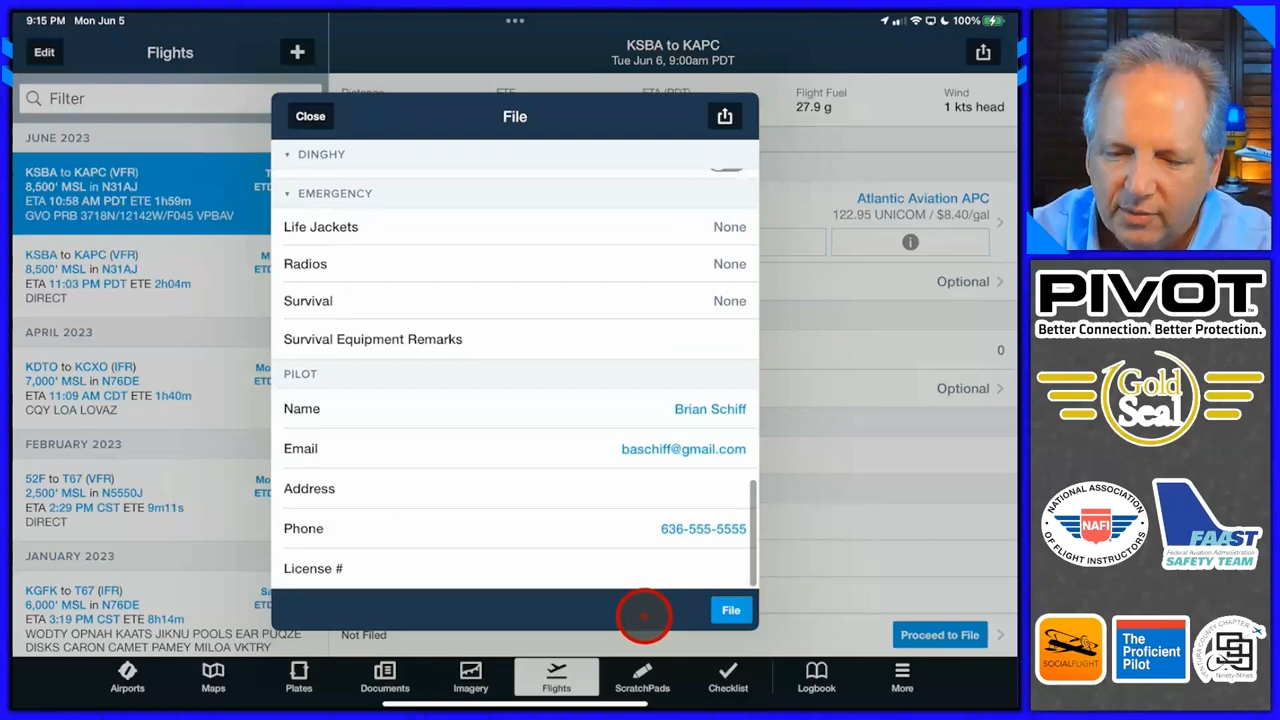 9:15 PM Mon Jun 5
100%
Edit
Flights
KSBA to KAPC
Tue Jun 6, 9:00am PDT
Filter
JUNE 2023
KSBA to KAPC (VFR)
8,500' MSL in N31AJ
ETA 10:58 AM PDT ETE 1h59m
GVO PRB 3718N/12142W/F045 VPBAV
KSBA to KAPC (VFR)
8,500' MSL in N31AJ
ETA 11:03 PM PDT ETE 2h04m
DIRECT
APRIL 2023
KDTO to KCXO (IFR)
7,000' MSL in N76DE
ETA 11:09 AM CDT ETE 1h40m
CQY LOA LOVAZ
FEBRUARY 2023
52F to T67 (VFR)
2,500' MSL in N5550J
ETA 2:29 PM CST ETE 9m11s
DIRECT
JANUARY 2023
KGFK to T67 (IFR)
6,000' MSL in N76DE
ETA 3:19 PM CST ETE 8h14m
WODTY OPNAH KAATS JIKNU POOLS EAR PUQZE
DISKS CARON CAMET PAMEY MILOA VKTRY
Flight Fuel
27.9 g
Wind
1 kts head
Atlantic Aviation APC
122.95 UNICOM / $8.40/gal
Optional
0
Optional
Not Filed
Proceed to File
Close
File
DINGHY
EMERGENCY
Life Jackets
None
Radios
None
Survival
None
Survival Equipment Remarks
PILOT
Name
Brian Schiff
Email
baschiff@gmail.com
Address
Phone
636-555-5555
License #
File
Airports
Maps
Plates
Documents
Imagery
Flights
ScratchPads
Checklist
Logbook
More
PIVOT
Better Connection. Better Protection.
Gold
Seal
NATIONAL ASSOCIATION
NAFI
OF FLIGHT INSTRUCTORS
FAAST
Federal Aviation Administration
SAFETY TEAM
SOCIALFLIGHT
The
Proficient
Pilot
VENTURA COUNTY CHAPTER
Ninety-Nines